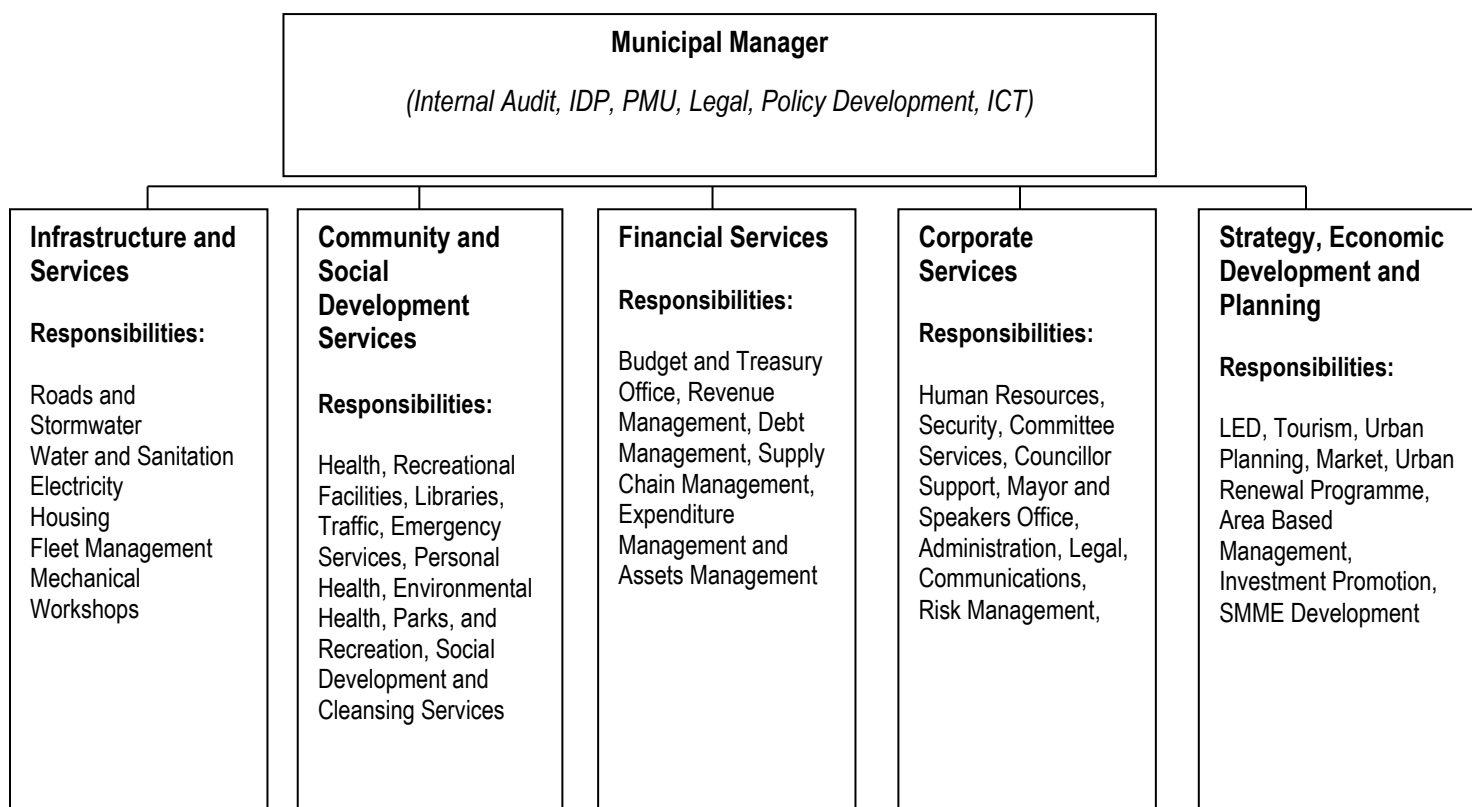 Municipal Manager
(Internal Audit, IDP, PMU, Legal, Policy Development, ICT)
Infrastructure and
Services
Responsibilities:
Roads and
Stormwater
Water and Sanitation
Electricity
Housing
Fleet Management
Mechanical
Workshops
Community and
Social
Development
Services
Responsibilities:
Health, Recreational
Facilities, Libraries,
Traffic, Emergency
Services, Personal
Health, Environmental
Health, Parks, and
Recreation, Social
Development and
Cleansing Services
Financial Services
Responsibilities:
Budget and Treasury
Office, Revenue
Management, Debt
Management, Supply
Chain Management,
Expenditure
Management and
Assets Management
Corporate
Services
Responsibilities:
Human Resources,
Security, Committee
Services, Councillor
Support, Mayor and
Speakers Office,
Administration, Legal,
Communications,
Risk Management,
Strategy, Economic
Development and
Planning
Responsibilities:
LED, Tourism, Urban
Planning, Market, Urban
Renewal Programme,
Area Based
Management,
Investment Promotion,
SMME Development